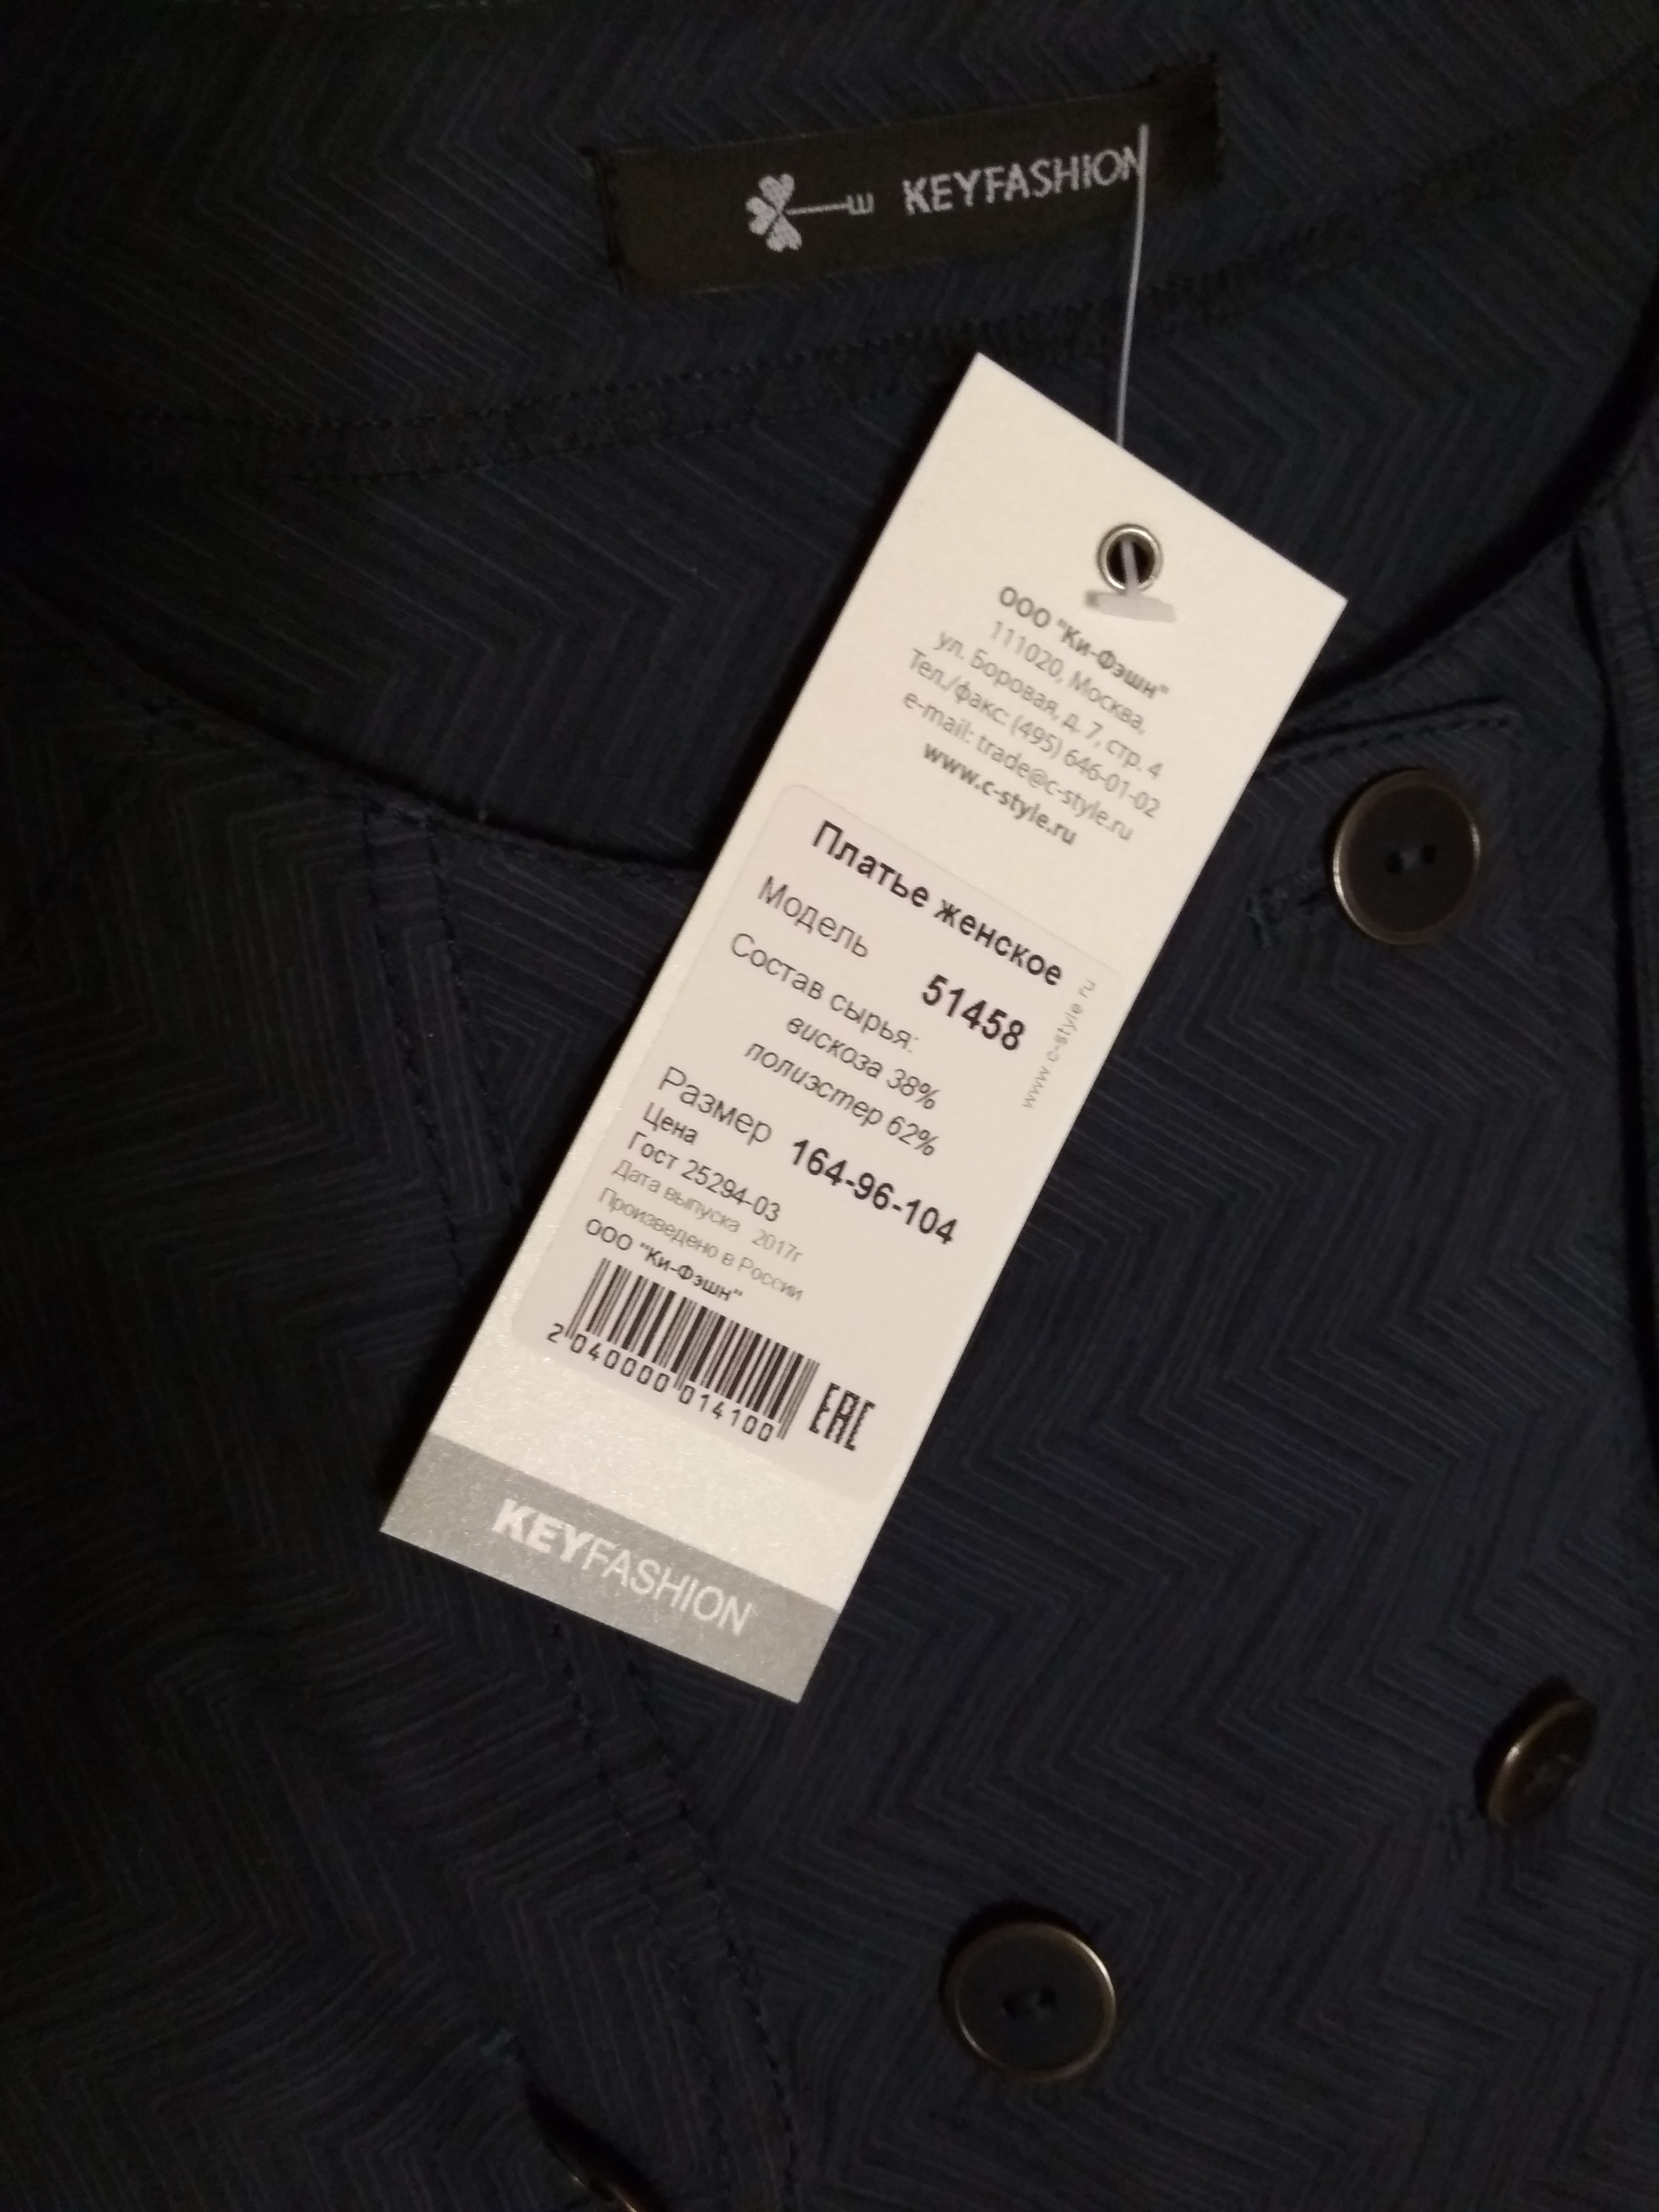 KEYFASHION
ООО "Ки-Фэшн"
111020, Москва,
ул. Боровая, д. 7, стр. 4
Тел./факс: (495) 646-01-02
e-mail: trade@c-style.ru
www.c-style.ru
Платье женское
Модель 51458
Состав сырья:
вискоза 38%
полиэстер 62%
Размер 164-96-104
Цена
Гост 25294-03
Дата выпуска 2017г
Произведено в России
ООО "Ки-Фэшн"
www.c-style.ru
2 040000 014100
EAC
KEYFASHION